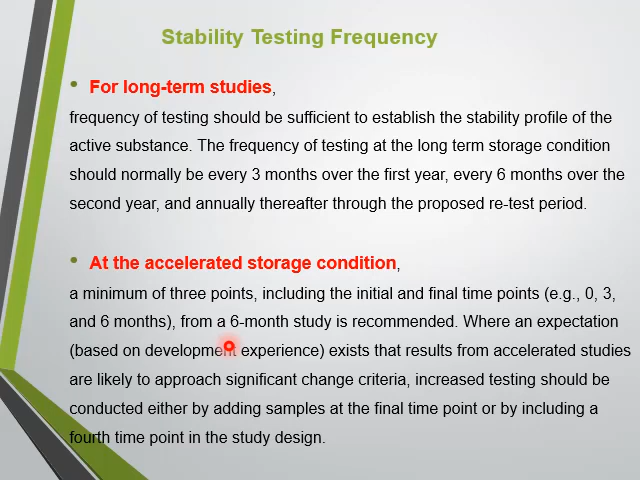 Stability Testing Frequency
• For long-term studies,
frequency of testing should be sufficient to establish the stability profile of the
active substance. The frequency of testing at the long term storage condition
should normally be every 3 months over the first year, every 6 months over the
second year, and annually thereafter through the proposed re-test period.
• At the accelerated storage condition,
a minimum of three points, including the initial and final time points (e.g., 0, 3,
and 6 months), from a 6-month study is recommended. Where an expectation
(based on development experience) exists that results from accelerated studies
are likely to approach significant change criteria, increased testing should be
conducted either by adding samples at the final time point or by including a
fourth time point in the study design.